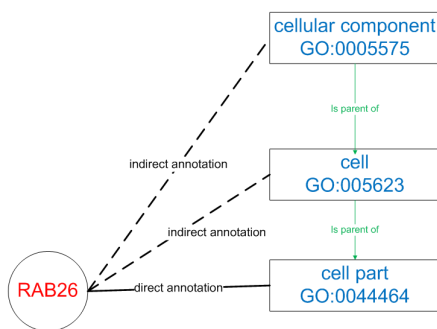 cellular component
GO:0005575
Is parent of
indirect annotation
cell
GO:005623
indirect annotation
Is parent of
RAB26
direct annotation
cell part
GO:0044464